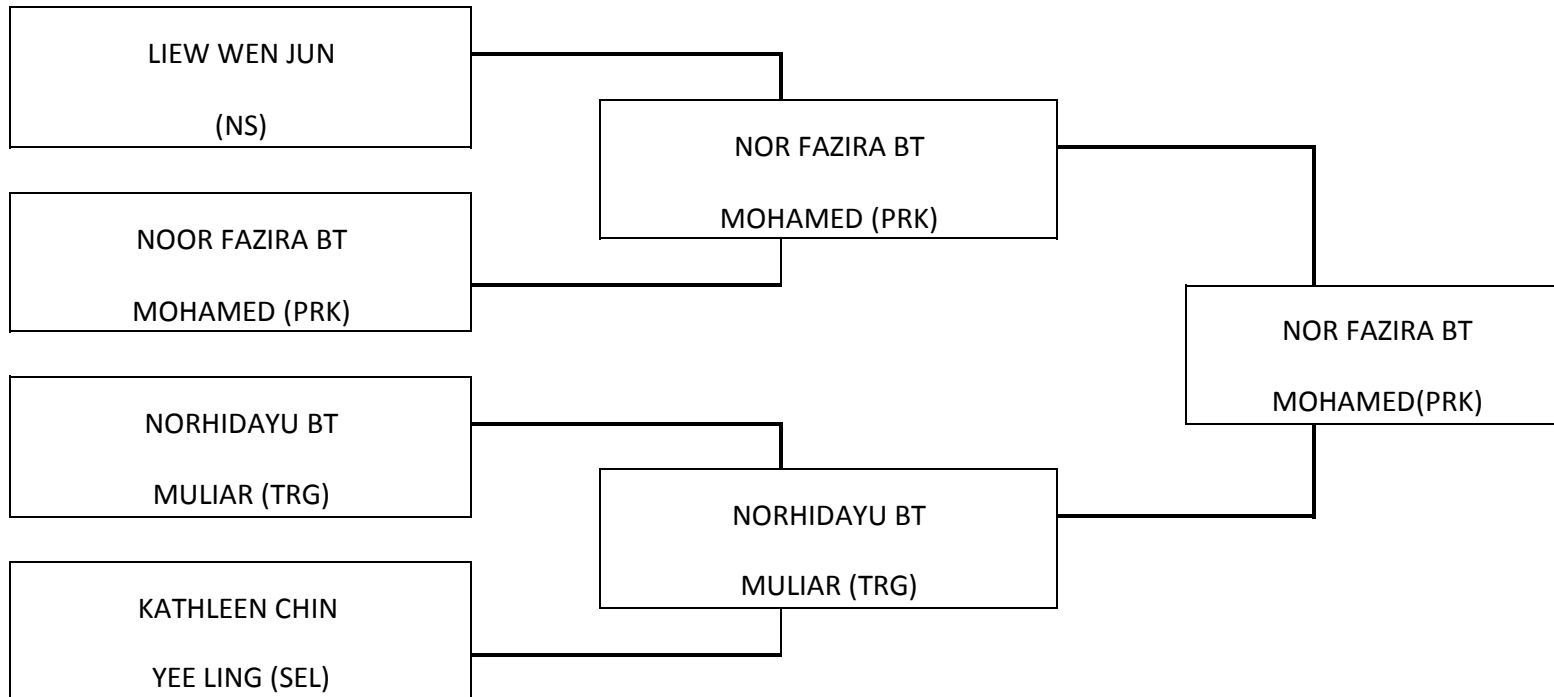 LIEW WEN JUN
(NS)
NOOR FAZIRA BT
MOHAMED (PRK)
NORHIDAYU BT
MULIAR (TRG)
KATHLEEN CHIN
YEE LING (SEL)
NOR FAZIRA BT
MOHAMED (PRK)
NORHIDAYU BT
MULIAR (TRG)
NOR FAZIRA BT
MOHAMED(PRK)